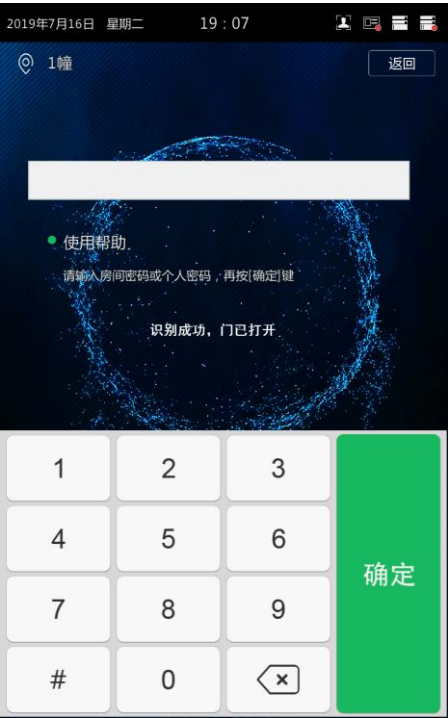 2019年7月16日 星期二 19：07
1幢 返回
使用帮助
请输入房间密码或个人密码，再按[确定]键
识别成功，门已打开
1 2 3
4 5 6
确定
7 8 9
# 0